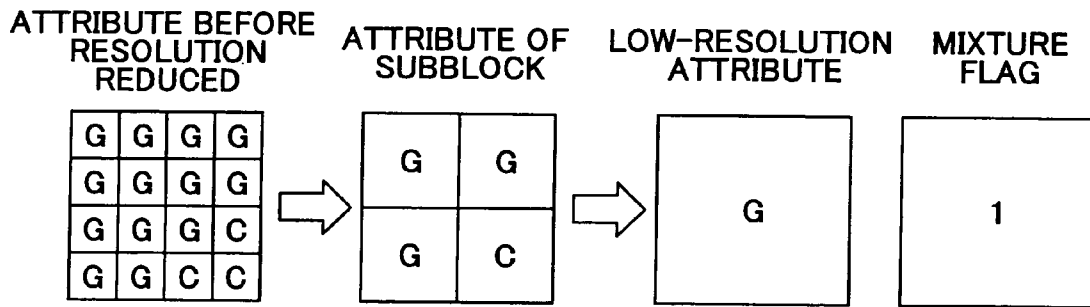 ATTRIBUTE BEFORE
RESOLUTION
REDUCED
ATTRIBUTE OF
SUBBLOCK
LOW-RESOLUTION
ATTRIBUTE
MIXTURE
FLAG
G G G G
G G G G
G G G C
G G C C
G G
G C
G
1